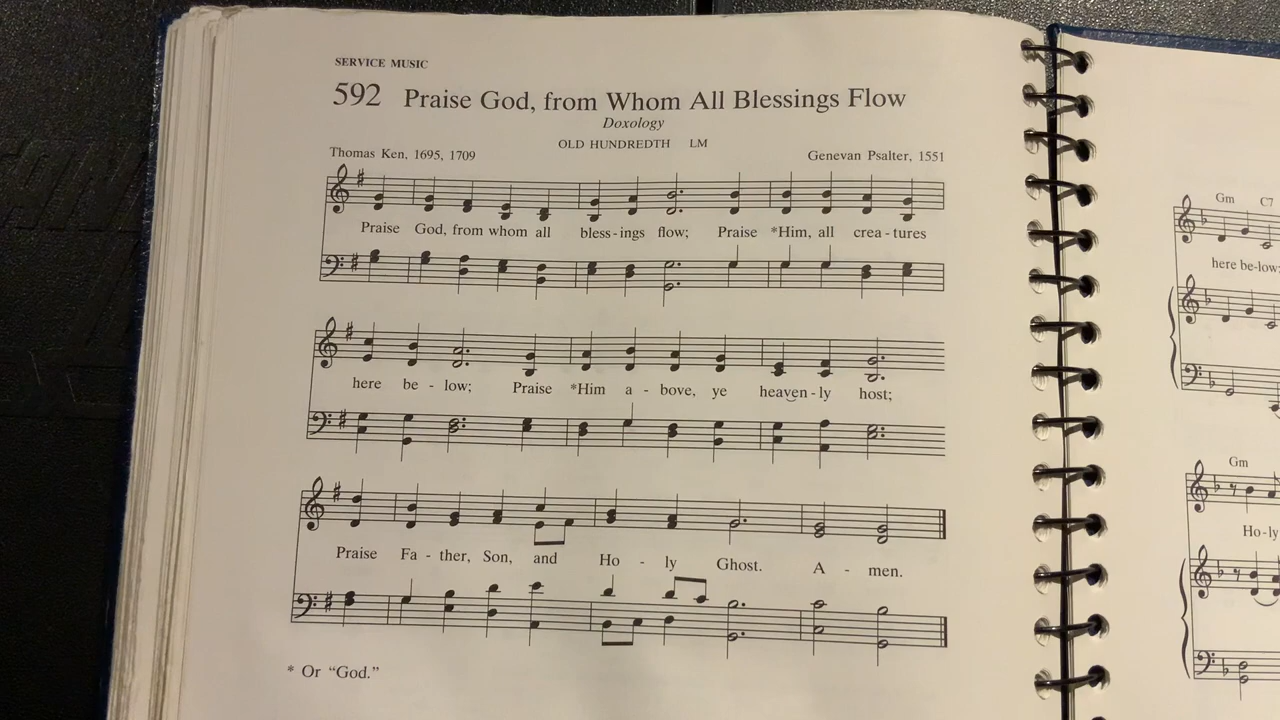 SERVICE MUSIC
592 Praise God, from Whom All Blessings Flow
Doxology
OLD HUNDREDTH LM
Thomas Ken, 1695, 1709 Genevan Psalter, 1551
Praise God, from whom all bless-ings flow; Praise *Him, all crea-tures
here be-low; Praise *Him a-bove, ye heaven-ly host;
Praise Fa-ther, Son, and Ho-ly Ghost. A-men.
* Or “God.”
Gm C7
here be-low;
Gm
Ho-ly